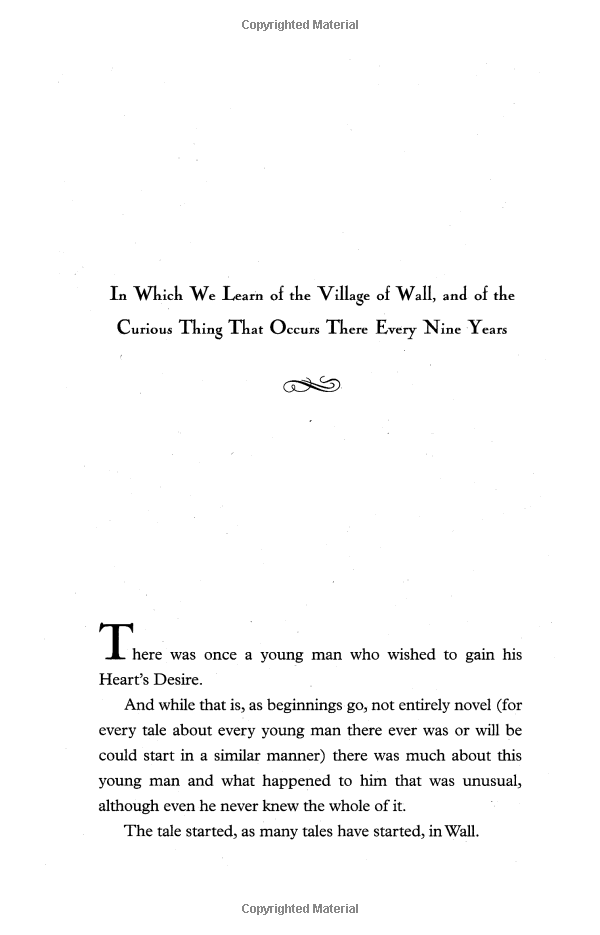 Copyrighted Material
In Which We Learn of the Village of Wall, and of the
Curious Thing That Occurs There Every Nine Years
There was once a young man who wished to gain his
Heart's Desire.
And while that is, as beginnings go, not entirely novel (for
every tale about every young man there ever was or will be
could start in a similar manner) there was much about this
young man and what happened to him that was unusual,
although even he never knew the whole of it.
The tale started, as many tales have started, in Wall.
Copyrighted Material